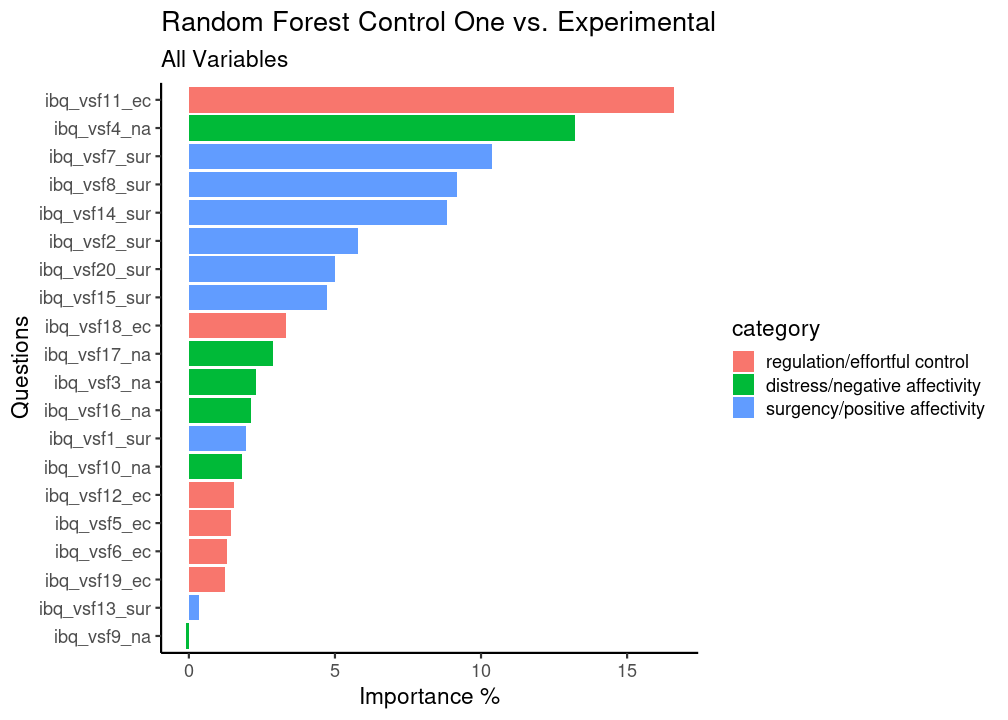 Random Forest Control One vs. Experimental
All Variables
Questions
ibq_vsf11_ec
ibq_vsf4_na
ibq_vsf7_sur
ibq_vsf8_sur
ibq_vsf14_sur
ibq_vsf2_sur
ibq_vsf20_sur
ibq_vsf15_sur
ibq_vsf18_ec
ibq_vsf17_na
ibq_vsf3_na
ibq_vsf16_na
ibq_vsf1_sur
ibq_vsf10_na
ibq_vsf12_ec
ibq_vsf5_ec
ibq_vsf6_ec
ibq_vsf19_ec
ibq_vsf13_sur
ibq_vsf9_na
0 5 10 15
Importance %
category
regulation/effortful control
distress/negative affectivity
surgency/positive affectivity